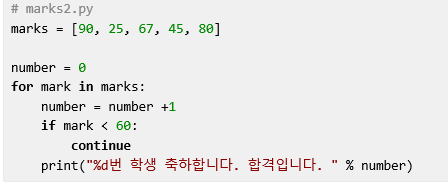 # marks2.py
marks = [90, 25, 67, 45, 80]

number = 0
for mark in marks:
    number = number +1
    if mark < 60:
        continue
    print("%d번 학생 축하합니다. 합격입니다. " % number)